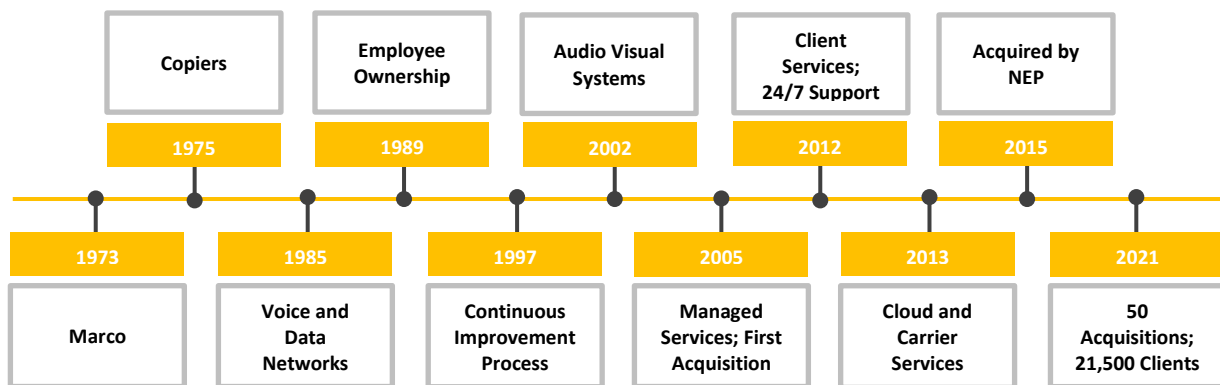 Copiers
Employee
Ownership
Audio Visual
Systems
Client
Services;
24/7 Support
Acquired by
NEP
1975
1989
2002
2012
2015
1973
1985
1997
2005
2013
2021
Marco
Voice and
Data
Networks
Continuous
Improvement
Process
Managed
Services; First
Acquisition
Cloud and
Carrier
Services
50
Acquisitions;
21,500 Clients